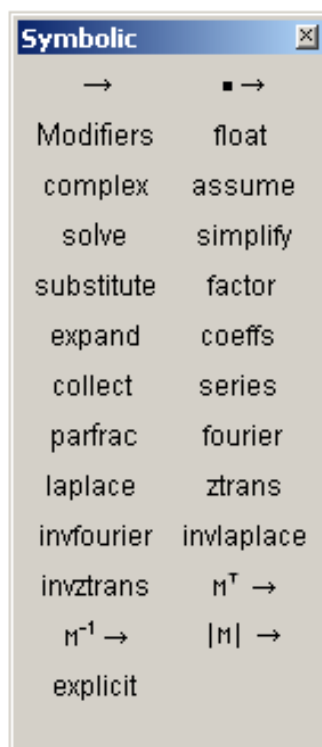 Symbolic
→ ▪ →
Modifiers float
complex assume
solve simplify
substitute factor
expand coeffs
collect series
parfrac fourier
laplace ztrans
invfourier invlaplace
invztrans Mᵀ →
M⁻¹ → |M| →
explicit